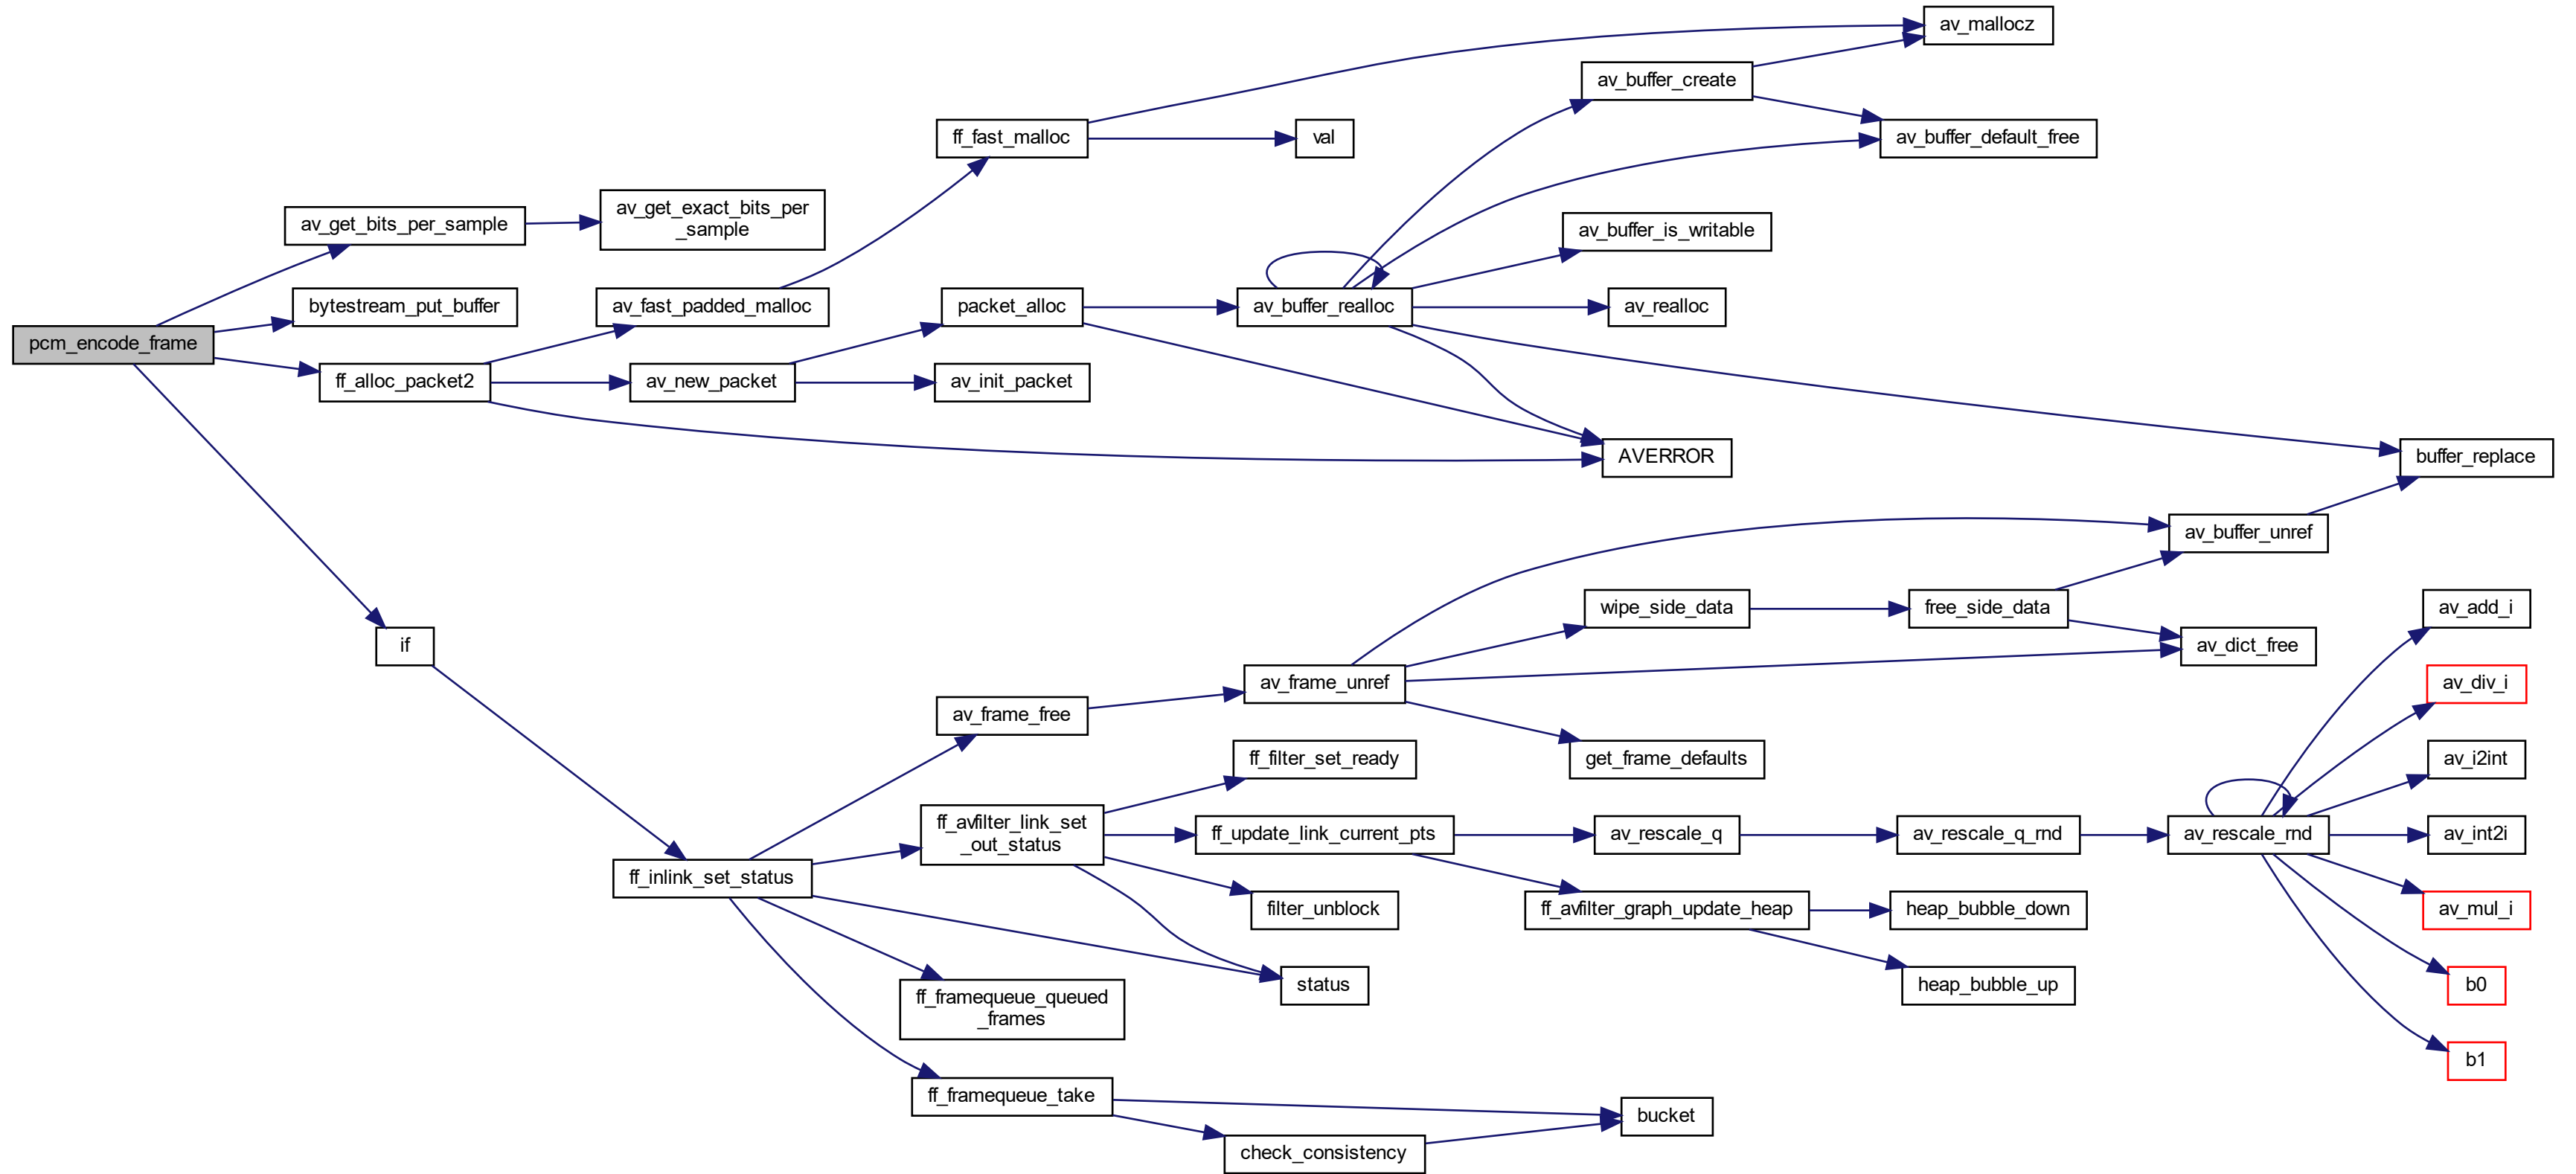 av_mallocz
av_buffer_create
ff_fast_malloc
val
av_buffer_default_free
av_get_bits_per_sample
av_get_exact_bits_per
_sample
av_buffer_is_writable
bytestream_put_buffer
av_fast_padded_malloc
packet_alloc
av_buffer_realloc
av_realloc
pcm_encode_frame
ff_alloc_packet2
av_new_packet
av_init_packet
AVERROR
buffer_replace
av_buffer_unref
wipe_side_data
free_side_data
av_add_i
if
av_dict_free
av_frame_unref
av_div_i
av_frame_free
ff_filter_set_ready
get_frame_defaults
av_i2int
ff_avfilter_link_set
_out_status
ff_update_link_current_pts
av_rescale_q
av_rescale_q_rnd
av_rescale_rnd
av_int2i
ff_inlink_set_status
filter_unblock
ff_avfilter_graph_update_heap
heap_bubble_down
av_mul_i
ff_framequeue_queued
_frames
status
heap_bubble_up
b0
b1
ff_framequeue_take
bucket
check_consistency